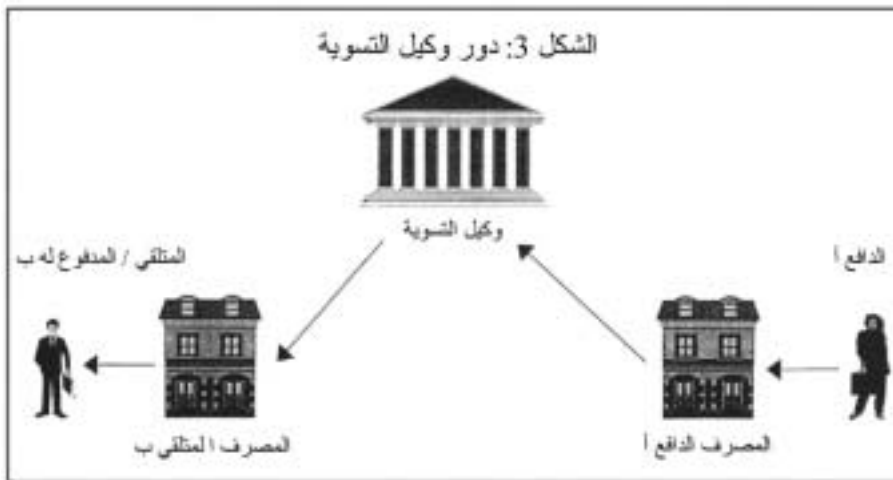 الشكل 3: دور وكيل التسوية
وكيل التسوية
الدافع أ
المتلقي / المدفوع له ب
المصرف الدافع أ
المصرف المتلقي ب